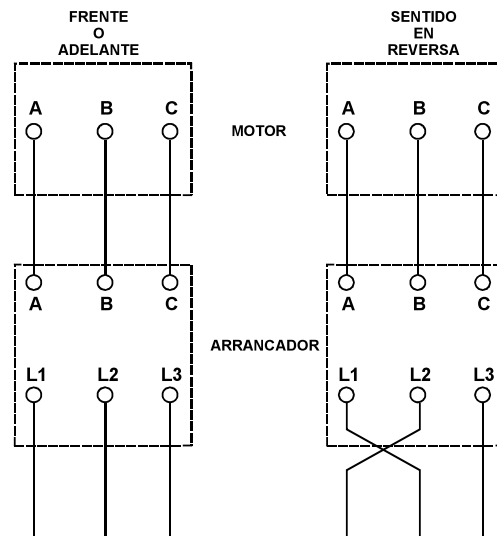 FRENTE
O
ADELANTE
SENTIDO
EN
REVERSA
A B C
MOTOR
A B C
A B C
A B C
ARRANCADOR
L1 L2 L3
L1 L2 L3